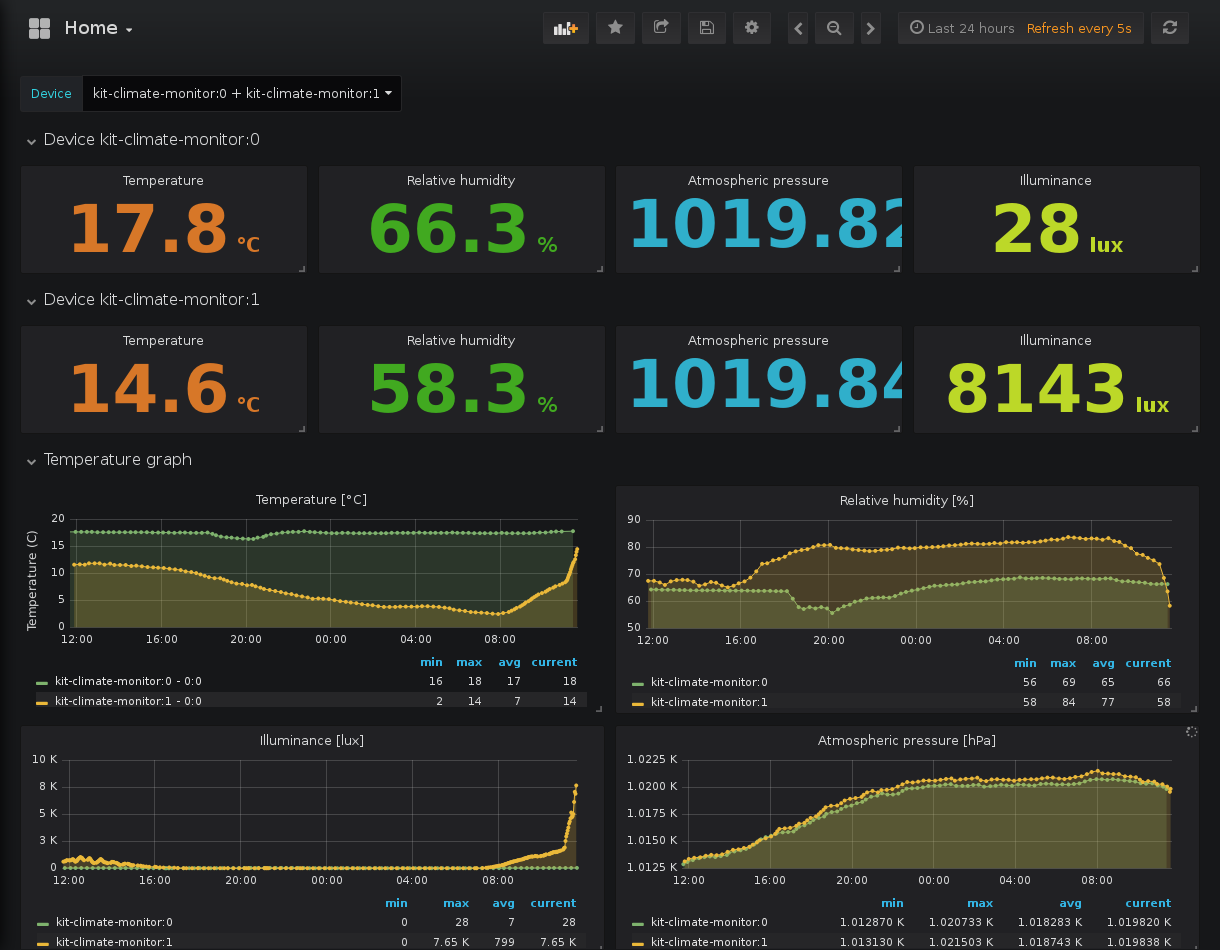 Home
Last 24 hours Refresh every 5s
Device kit-climate-monitor:0 + kit-climate-monitor:1
Device kit-climate-monitor:0
Temperature Relative humidity Atmospheric pressure Illuminance
17.8 °C 66.3 % 1019.82 28 lux
Device kit-climate-monitor:1
Temperature Relative humidity Atmospheric pressure Illuminance
14.6 °C 58.3 % 1019.84 8143 lux
Temperature graph
Temperature [°C]
Temperature (C)
20
15
10
5
0
12:00 16:00 20:00 00:00 04:00 08:00
min max avg current
kit-climate-monitor:0 - 0:0 16 18 17 18
kit-climate-monitor:1 - 0:0 2 14 7 14
Relative humidity [%]
90
80
70
60
50
12:00 16:00 20:00 00:00 04:00 08:00
min max avg current
kit-climate-monitor:0 56 69 65 66
kit-climate-monitor:1 58 84 77 58
Illuminance [lux]
10 K
8 K
5 K
3 K
0
12:00 16:00 20:00 00:00 04:00 08:00
min max avg current
kit-climate-monitor:0 0 28 7 28
kit-climate-monitor:1 0 7.65 K 799 7.65 K
Atmospheric pressure [hPa]
1.0225 K
1.0200 K
1.0175 K
1.0150 K
1.0125 K
12:00 16:00 20:00 00:00 04:00 08:00
min max avg current
kit-climate-monitor:0 1.012870 K 1.020733 K 1.018283 K 1.019820 K
kit-climate-monitor:1 1.013130 K 1.021503 K 1.018743 K 1.019838 K